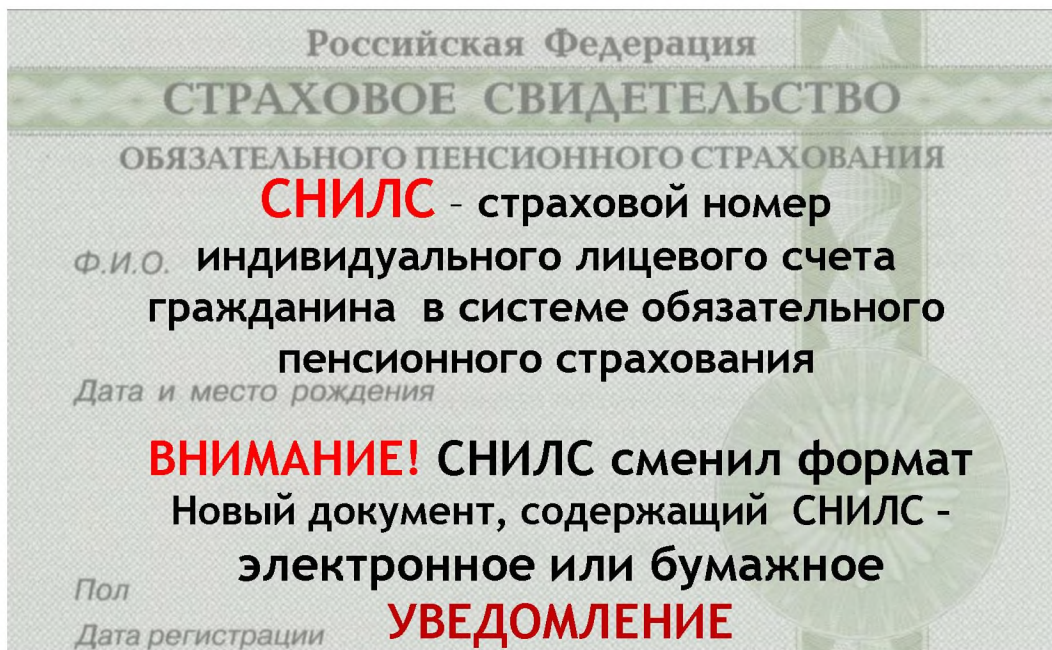 Российская Федерация
СТРАХОВОЕ СВИДЕТЕЛЬСТВО
ОБЯЗАТЕЛЬНОГО ПЕНСИОННОГО СТРАХОВАНИЯ
СНИЛС – страховой номер
Ф.И.О. индивидуального лицевого счета
гражданина в системе обязательного
пенсионного страхования
Дата и место рождения
ВНИМАНИЕ! СНИЛС сменил формат
Новый документ, содержащий СНИЛС –
электронное или бумажное
Пол
УВЕДОМЛЕНИЕ
Дата регистрации